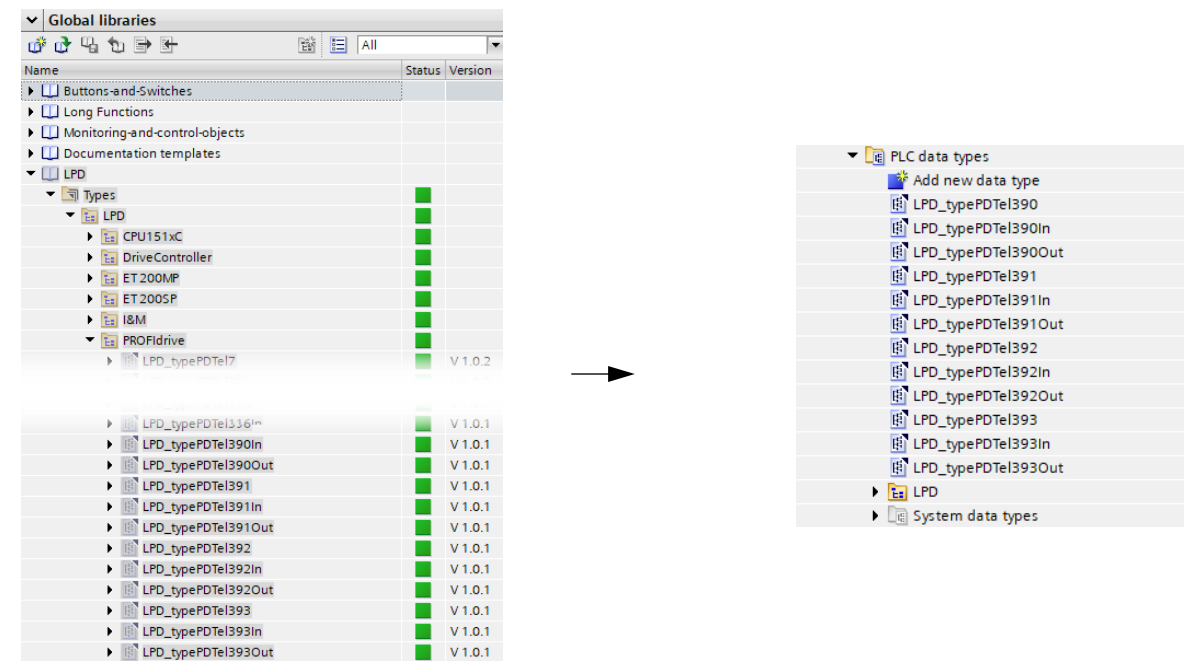 Global libraries
All
Name Status Version
Buttons-and-Switches
Long Functions
Monitoring-and-control-objects
Documentation templates
LPD
Types
LPD
CPU151xC
DriveController
ET200MP
ET200SP
I&M
PROFIdrive
LPD_typePDTel7 V 1.0.2
LPD_typePDTel336In V 1.0.1
LPD_typePDTel390In V 1.0.1
LPD_typePDTel390Out V 1.0.1
LPD_typePDTel391 V 1.0.1
LPD_typePDTel391In V 1.0.1
LPD_typePDTel391Out V 1.0.1
LPD_typePDTel392 V 1.0.1
LPD_typePDTel392In V 1.0.1
LPD_typePDTel392Out V 1.0.1
LPD_typePDTel393 V 1.0.1
LPD_typePDTel393In V 1.0.1
LPD_typePDTel393Out V 1.0.1
PLC data types
Add new data type
LPD_typePDTel390
LPD_typePDTel390In
LPD_typePDTel390Out
LPD_typePDTel391
LPD_typePDTel391In
LPD_typePDTel391Out
LPD_typePDTel392
LPD_typePDTel392In
LPD_typePDTel392Out
LPD_typePDTel393
LPD_typePDTel393In
LPD_typePDTel393Out
LPD
System data types